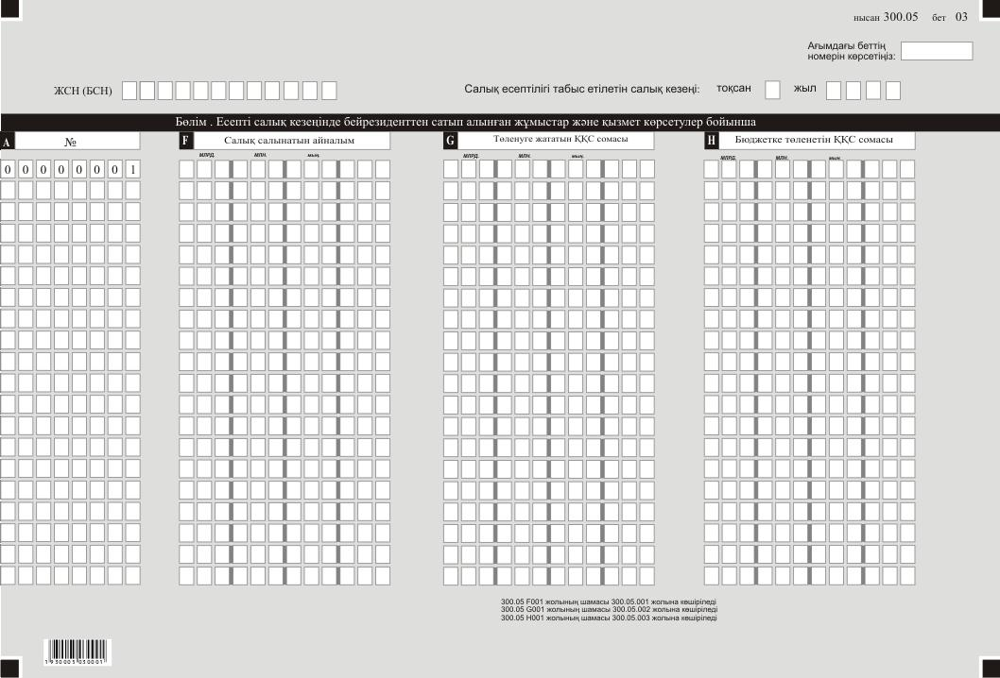 нысан 300.05 бет 03
Ағымдағы беттің
номерін көрсетіңіз:
ЖСН (БСН)
Салық есептілігі табыс етілетін салық кезеңі: тоқсан жыл
Бөлім . Есепті салық кезеңінде бейрезиденттен сатып алынған жұмыстар және қызмет көрсетулер бойынша
A № F Салық салынатын айналым G Төленуге жататын ҚҚС сомасы H Бюджетке төленетін ҚҚС сомасы
МЛРД. МЛН. мың. МЛРД. МЛН. мың. МЛРД. МЛН. мың
0 0 0 0 0 0 0 1
300.05 F001 жолының шамасы 300.05.001 жолына көшіріледі
300.05 G001 жолының шамасы 300.05.002 жолына көшіріледі
300.05 H001 жолының шамасы 300.05.003 жолына көшіріледі
1930005030001